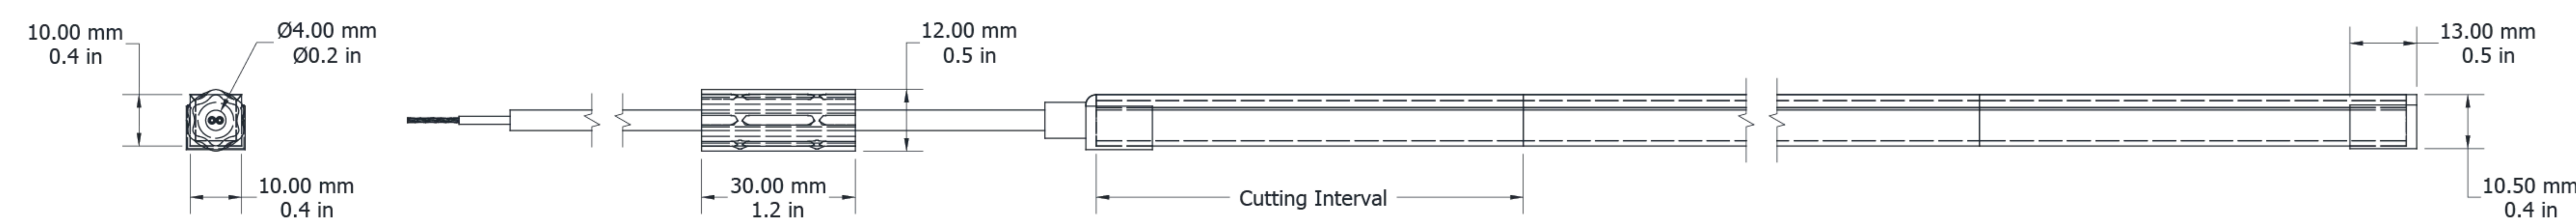 10.00 mm
0.4 in
Ø4.00 mm
Ø0.2 in
10.00 mm
0.4 in
30.00 mm
1.2 in
12.00 mm
0.5 in
Cutting Interval
13.00 mm
0.5 in
10.50 mm
0.4 in